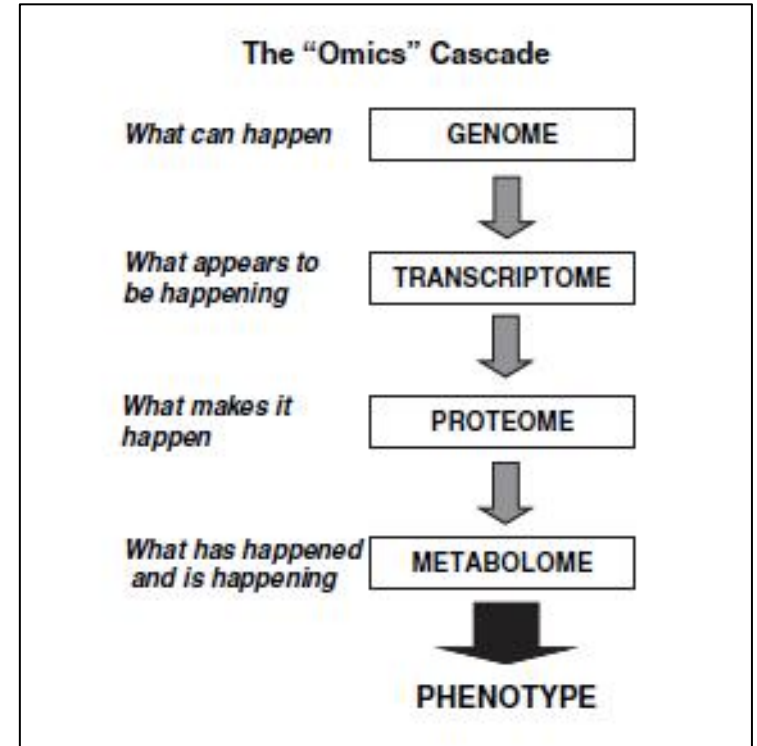 The “Omics” Cascade
What can happen
GENOME
What appears to
be happening
TRANSCRIPTOME
What makes it
happen
PROTEOME
What has happened
and is happening
METABOLOME
PHENOTYPE